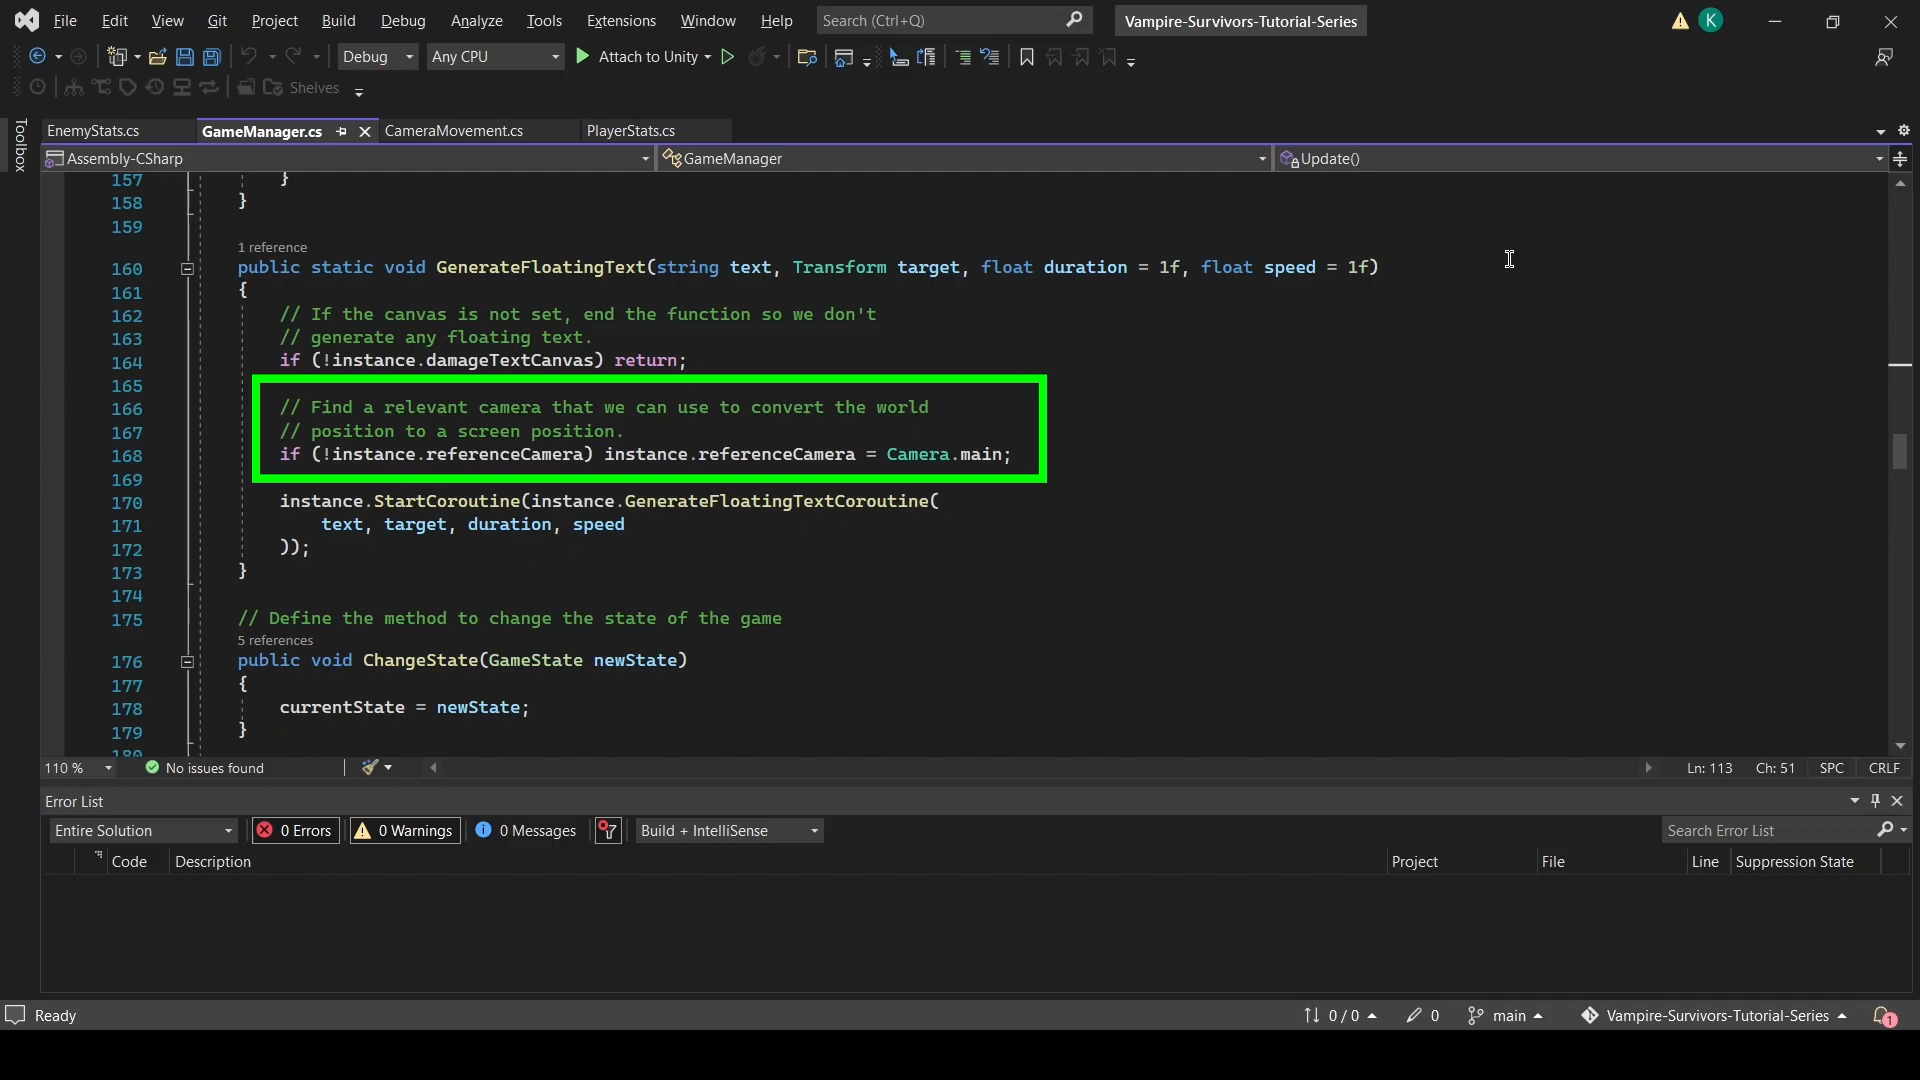 File Edit View Git Project Build Debug Analyze Tools Extensions Window Help Search (Ctrl+Q) Vampire-Survivors-Tutorial-Series K
Debug Any CPU Attach to Unity
Shelves
Toolbox
EnemyStats.cs GameManager.cs CameraMovement.cs PlayerStats.cs
Assembly-CSharp GameManager Update()
157 }
158 }
159
1 reference
160 public static void GenerateFloatingText(string text, Transform target, float duration = 1f, float speed = 1f)
161 {
162 // If the canvas is not set, end the function so we don't
163 // generate any floating text.
164 if (!instance.damageTextCanvas) return;
165
166 // Find a relevant camera that we can use to convert the world
167 // position to a screen position.
168 if (!instance.referenceCamera) instance.referenceCamera = Camera.main;
169
170 instance.StartCoroutine(instance.GenerateFloatingTextCoroutine(
171 text, target, duration, speed
172 ));
173 }
174
175 // Define the method to change the state of the game
5 references
176 public void ChangeState(GameState newState)
177 {
178 currentState = newState;
179 }
180
110 % No issues found Ln: 113 Ch: 51 SPC CRLF
Error List
Entire Solution 0 Errors 0 Warnings 0 Messages Build + IntelliSense Search Error List
Code Description Project File Line Suppression State
Ready 0 / 0 0 main Vampire-Survivors-Tutorial-Series 1